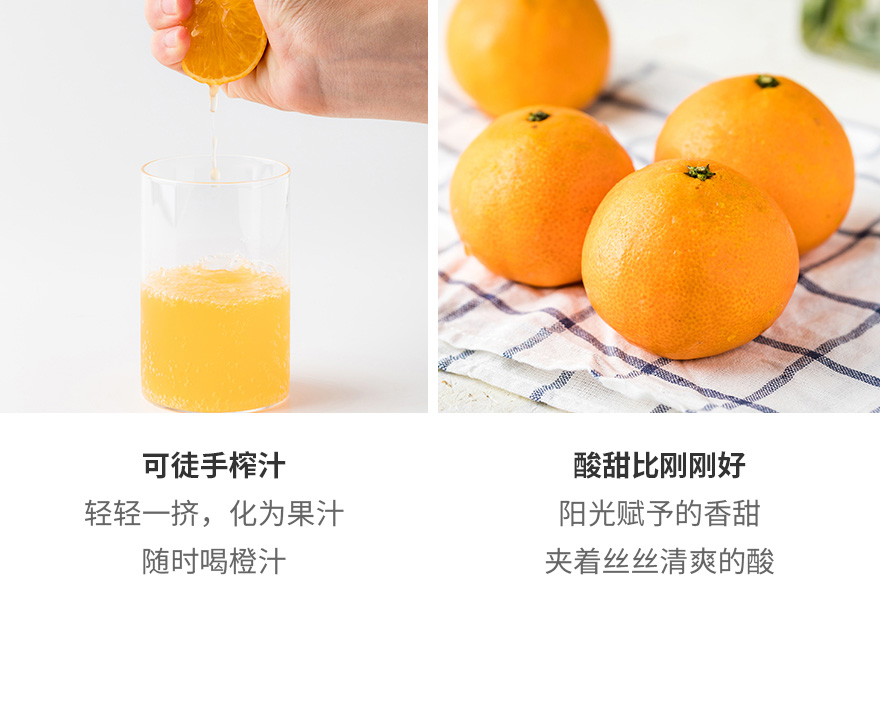 可徒手榨汁
轻轻一挤，化为果汁
随时喝橙汁
酸甜比刚刚好
阳光赋予的香甜
夹着丝丝清爽的酸